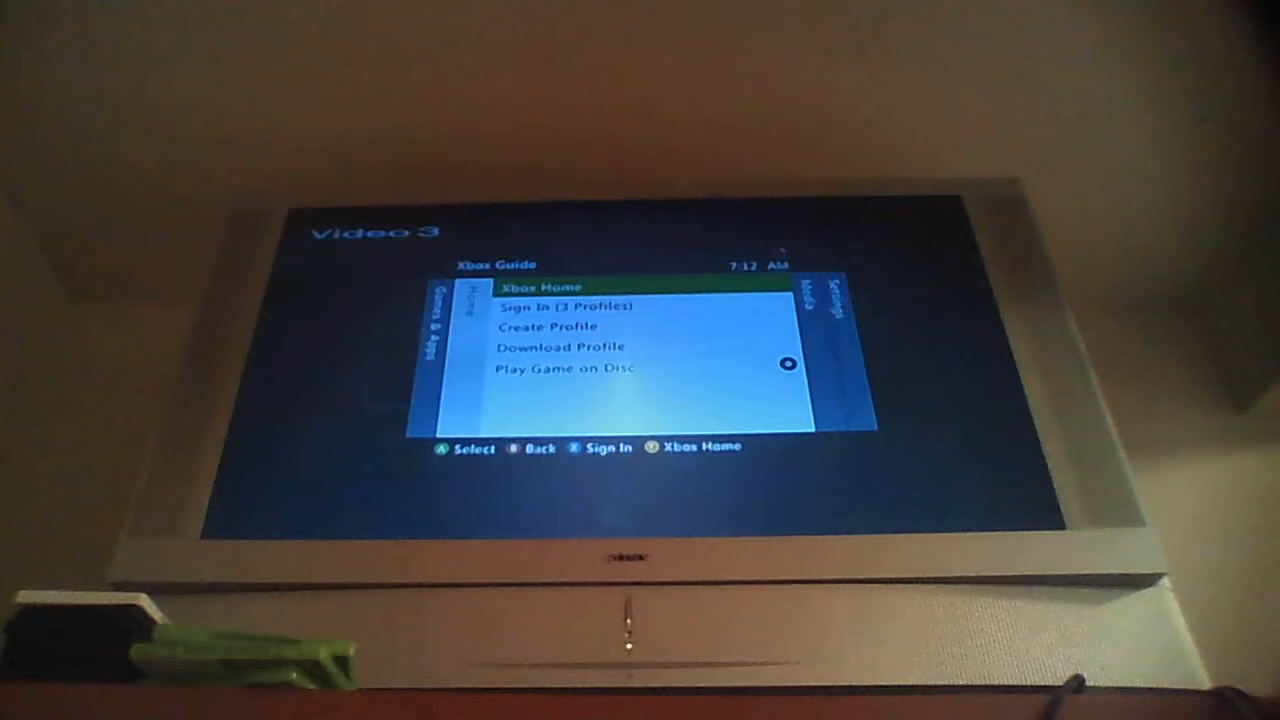 Video 3
Xbox Guide
7:12 AM
Games & Apps
Home
Xbox Home
Sign In (3 Profiles)
Create Profile
Download Profile
Play Game on Disc
Media
Settings
A Select B Back X Sign In Y Xbox Home